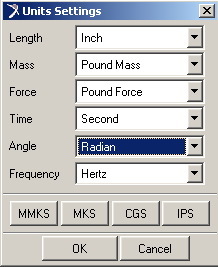 Units Settings
Length Inch
Mass Pound Mass
Force Pound Force
Time Second
Angle Radian
Frequency Hertz
MMKS MKS CGS IPS
OK Cancel